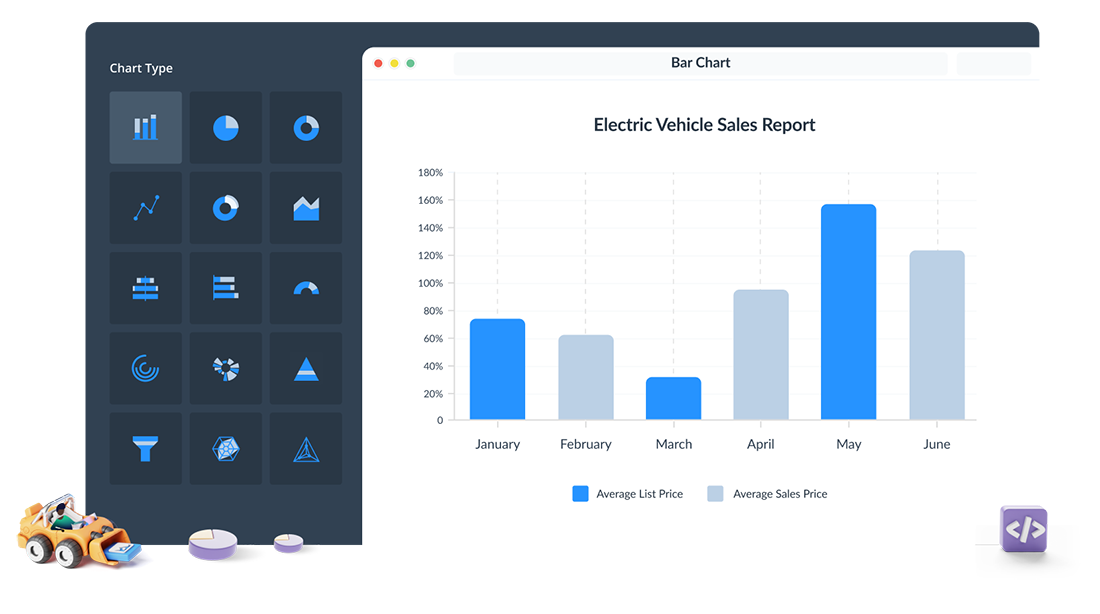 Chart Type
Bar Chart
Electric Vehicle Sales Report
180%
160%
140%
120%
100%
80%
60%
40%
20%
0
January February March April May June
Average List Price Average Sales Price
</>